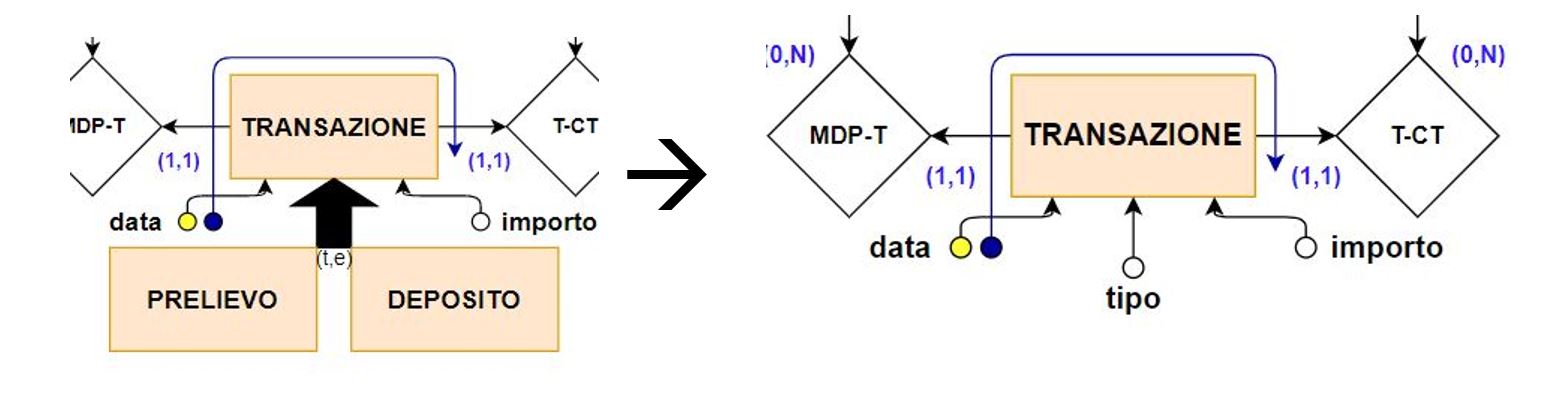 MDP-T
TRANSAZIONE
T-CT
(1,1)
(1,1)
data
importo
(t,e)
PRELIEVO
DEPOSITO
(0,N)
(0,N)
MDP-T
TRANSAZIONE
T-CT
(1,1)
(1,1)
data
importo
tipo